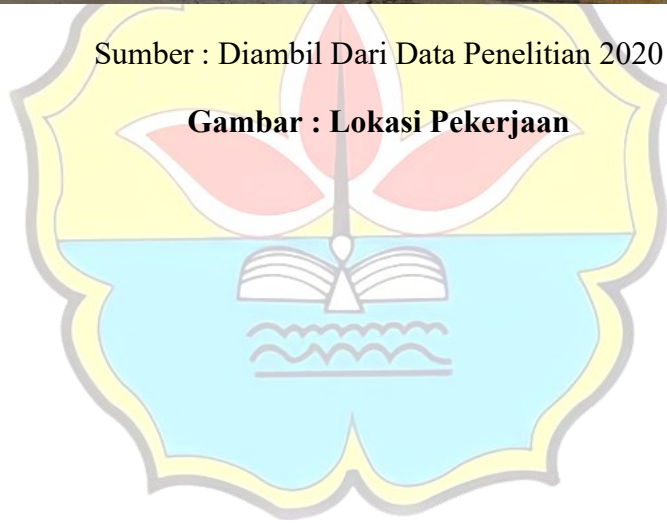 Sumber : Diambil Dari Data Penelitian 2020
Gambar : Lokasi Pekerjaan